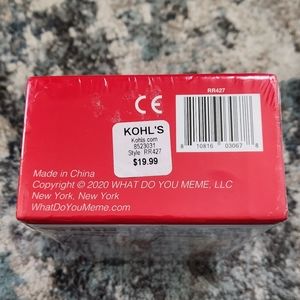 RR427
CE
KOHL'S
Kohls.com
8523031
Style: RR427
$19.99
8 10816 03067 8
Made in China
Copyright © 2020 WHAT DO YOU MEME, LLC
New York, New York
WhatDoYouMeme.com